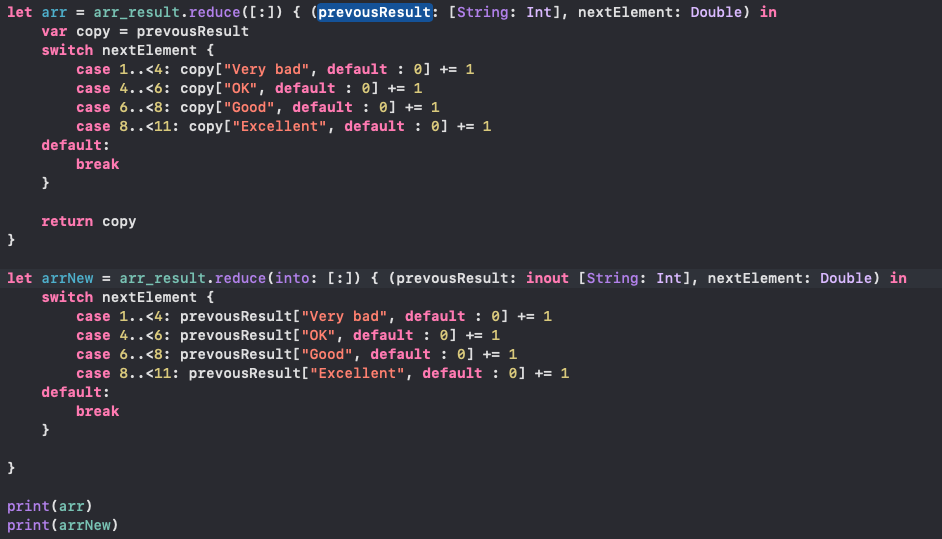 let arr = arr_result.reduce([:]) { (prevousResult: [String: Int], nextElement: Double) in
    var copy = prevousResult
    switch nextElement {
        case 1..<4: copy["Very bad", default : 0] += 1
        case 4..<6: copy["OK", default : 0] += 1
        case 6..<8: copy["Good", default : 0] += 1
        case 8..<11: copy["Excellent", default : 0] += 1
    default:
        break
    }
    return copy
}
let arrNew = arr_result.reduce(into: [:]) { (prevousResult: inout [String: Int], nextElement: Double) in
    switch nextElement {
        case 1..<4: prevousResult["Very bad", default : 0] += 1
        case 4..<6: prevousResult["OK", default : 0] += 1
        case 6..<8: prevousResult["Good", default : 0] += 1
        case 8..<11: prevousResult["Excellent", default : 0] += 1
    default:
        break
    }
}
print(arr)
print(arrNew)